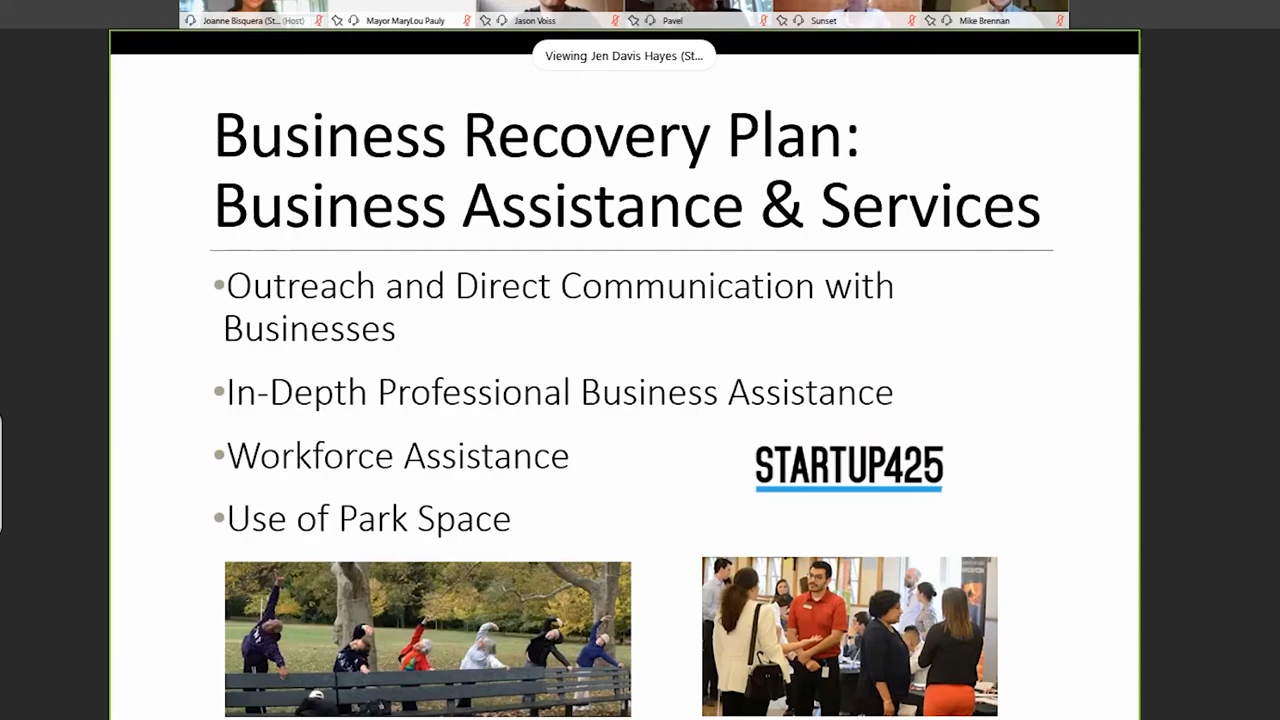 Joanne Bisquera (St... (Host)
Mayor MaryLou Pauly
Jason Voiss
Pavel
Sunset
Mike Brennan
Viewing Jen Davis Hayes (St...
Business Recovery Plan:
Business Assistance & Services
•Outreach and Direct Communication with
Businesses
•In-Depth Professional Business Assistance
•Workforce Assistance
STARTUP425
•Use of Park Space